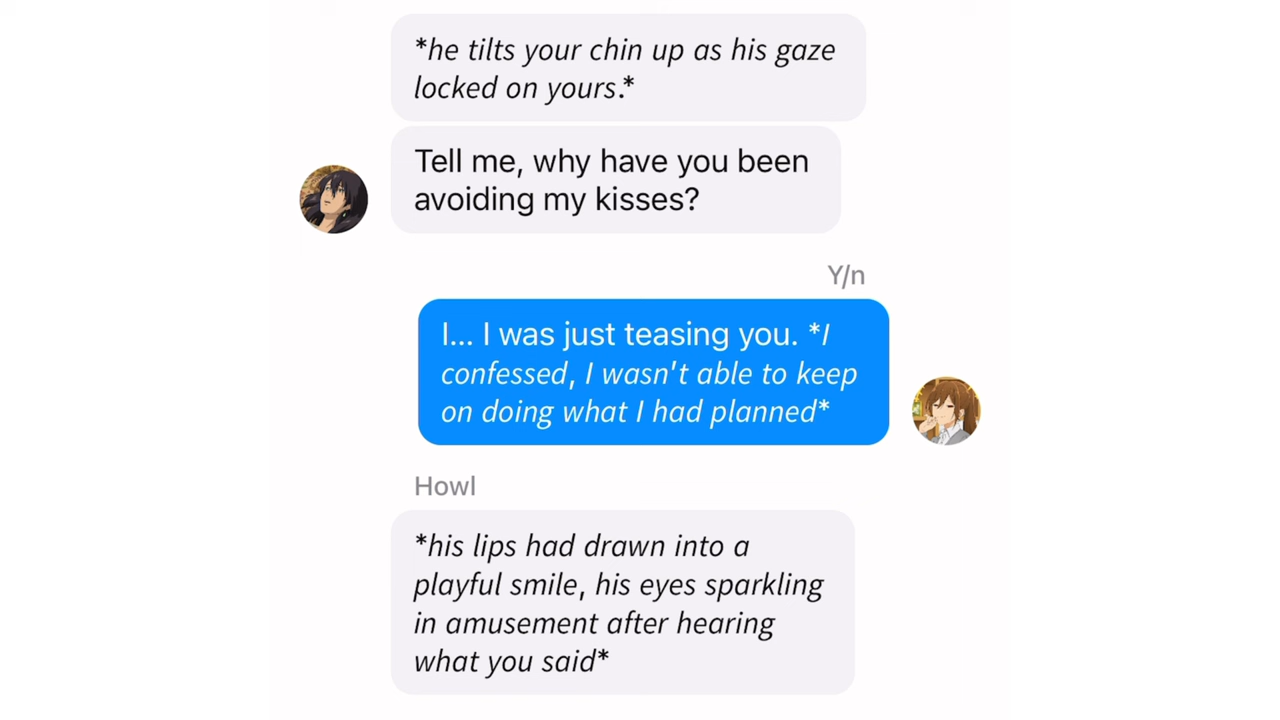 *he tilts your chin up as his gaze
locked on yours.*
Tell me, why have you been
avoiding my kisses?
Y/n
I... I was just teasing you. *I
confessed, I wasn't able to keep
on doing what I had planned*
Howl
*his lips had drawn into a
playful smile, his eyes sparkling
in amusement after hearing
what you said*